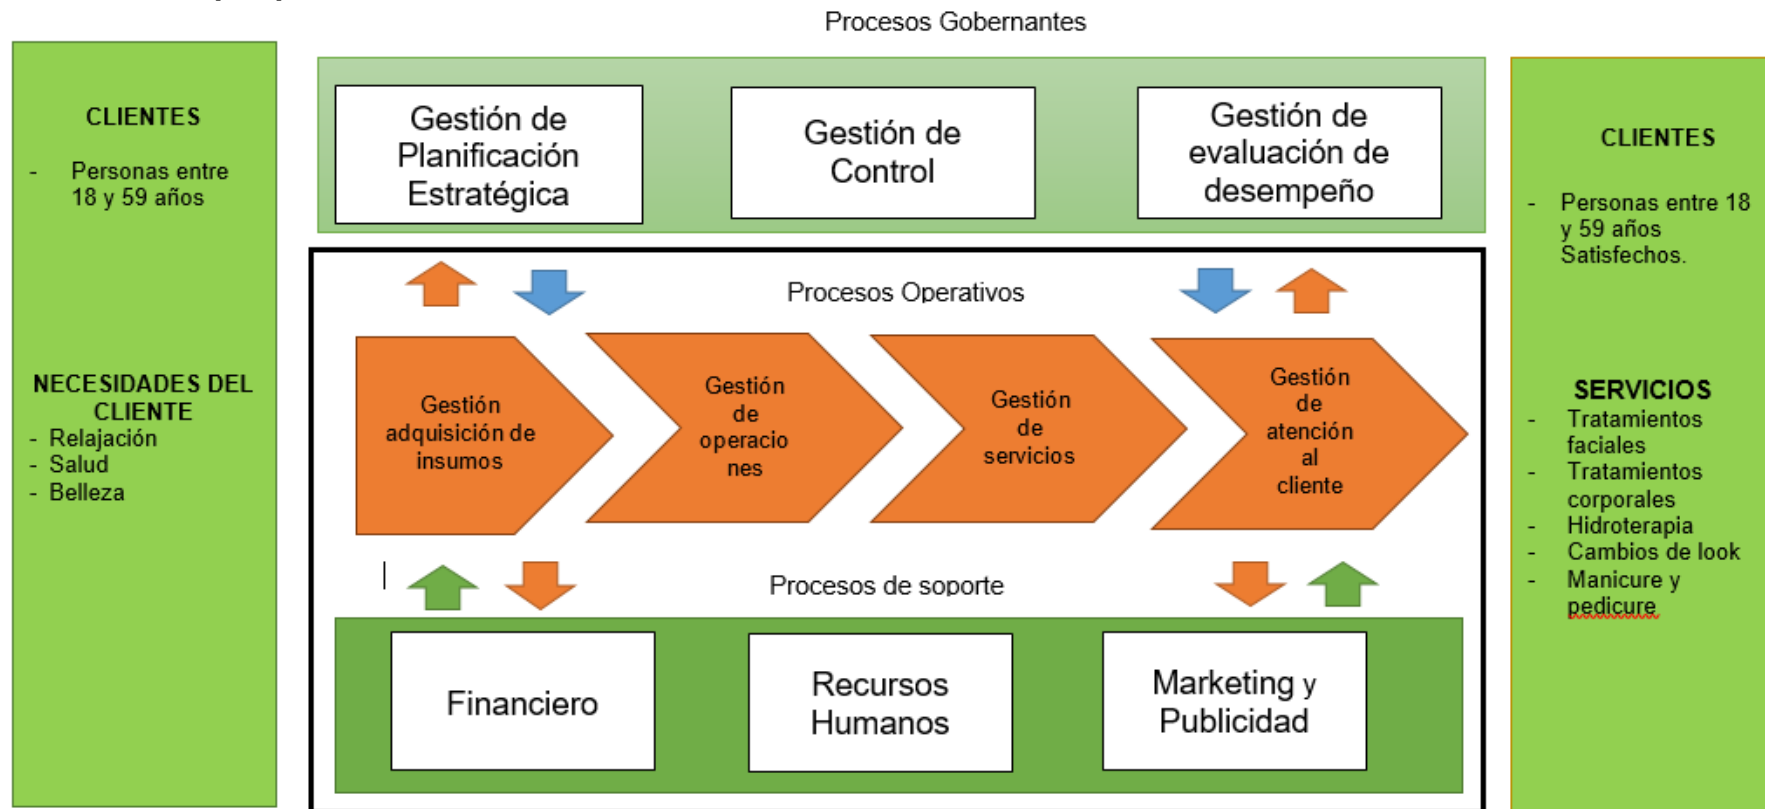 Procesos Gobernantes
CLIENTES
- Personas entre
18 y 59 años
NECESIDADES DEL
CLIENTE
- Relajación
- Salud
- Belleza
Gestión de
Planificación
Estratégica
Gestión de
Control
Gestión de
evaluación de
desempeño
Procesos Operativos
Gestión
adquisición de
insumos
Gestión
de
operacio
nes
Gestión
de
servicios
Gestión
de
atención
al
cliente
Procesos de soporte
Financiero
Recursos
Humanos
Marketing y
Publicidad
CLIENTES
- Personas entre 18
y 59 años
Satisfechos.
SERVICIOS
- Tratamientos
faciales
- Tratamientos
corporales
- Hidroterapia
- Cambios de look
- Manicure y
pedicure